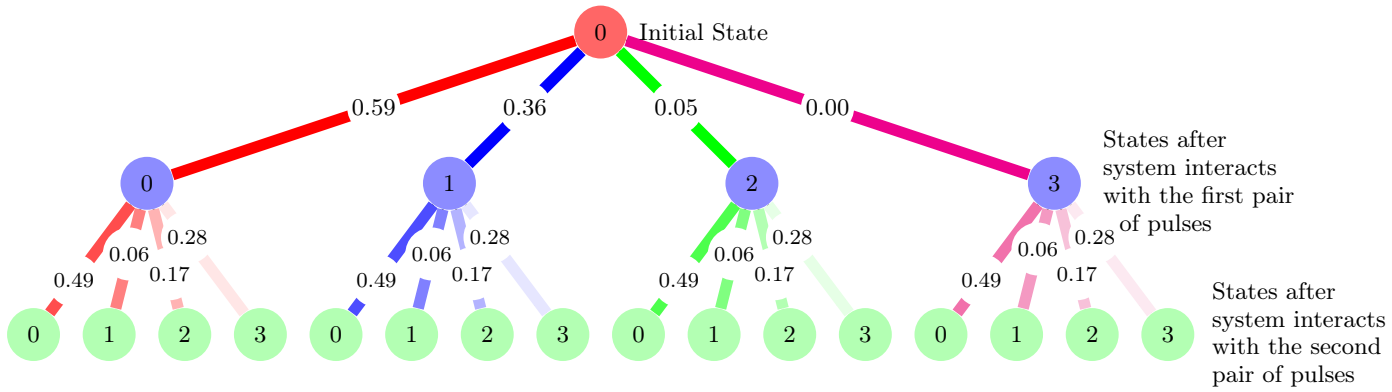 0 Initial State
0.59 0.36 0.05 0.00
States after
system interacts
with the first pair
of pulses
0 1 2 3
0.28 0.28 0.28 0.28
0.06 0.06 0.06 0.06
0.49 0.17 0.49 0.17 0.49 0.17 0.49 0.17
States after
system interacts
with the second
pair of pulses
0 1 2 3 0 1 2 3 0 1 2 3 0 1 2 3